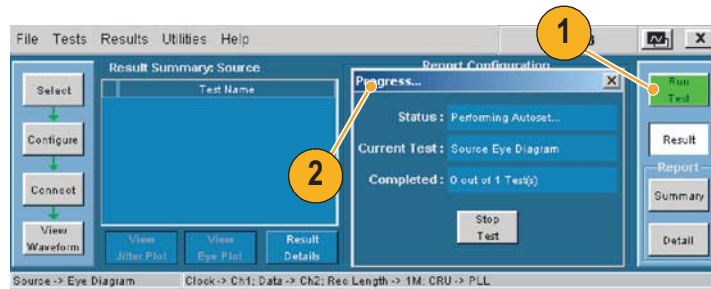 1
File Tests Results Utilities Help
Result Summary: Source
Report Configuration
Select
Test Name
Progress...
Run
Test
Status: Performing Autoset...
Configure
Current Test: Source Eye Diagram
Result
2
Report
Completed: 0 out of 1 Test(s)
Connect
Summary
Stop
Test
View
Waveform
View
Jitter Plot
View
Eye Plot
Result
Details
Detail
Source -> Eye Diagram
Clock -> Ch1; Data -> Ch2; Rec Length -> 1M; CRU -> PLL